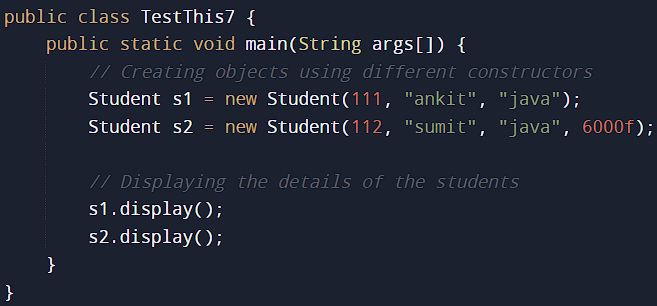 public class TestThis7 {
    public static void main(String args[]) {
        // Creating objects using different constructors
        Student s1 = new Student(111, "ankit", "java");
        Student s2 = new Student(112, "sumit", "java", 6000f);

        // Displaying the details of the students
        s1.display();
        s2.display();
    }
}